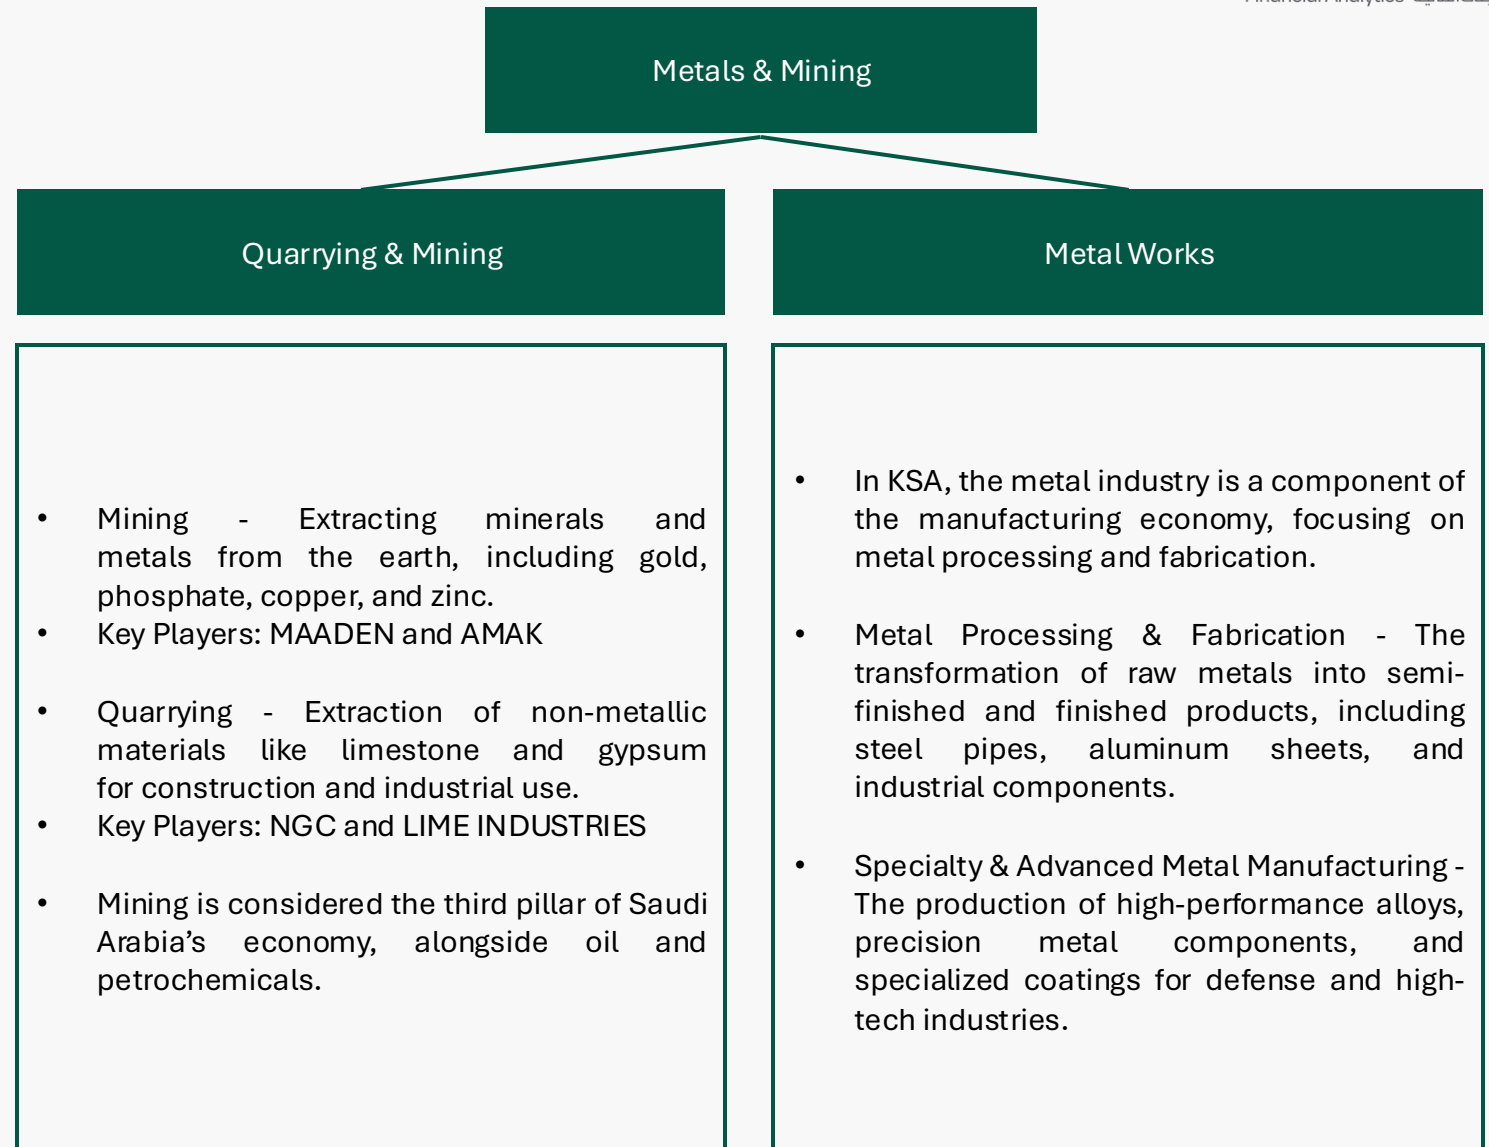 Financial Analytics
Metals & Mining
Quarrying & Mining
Metal Works
• Mining - Extracting minerals and
metals from the earth, including gold,
phosphate, copper, and zinc.
• Key Players: MAADEN and AMAK
• Quarrying - Extraction of non-metallic
materials like limestone and gypsum
for construction and industrial use.
• Key Players: NGC and LIME INDUSTRIES
• Mining is considered the third pillar of Saudi
Arabia’s economy, alongside oil and
petrochemicals.
• In KSA, the metal industry is a component of
the manufacturing economy, focusing on
metal processing and fabrication.
• Metal Processing & Fabrication - The
transformation of raw metals into semi-
finished and finished products, including
steel pipes, aluminum sheets, and
industrial components.
• Specialty & Advanced Metal Manufacturing -
The production of high-performance alloys,
precision metal components, and
specialized coatings for defense and high-
tech industries.